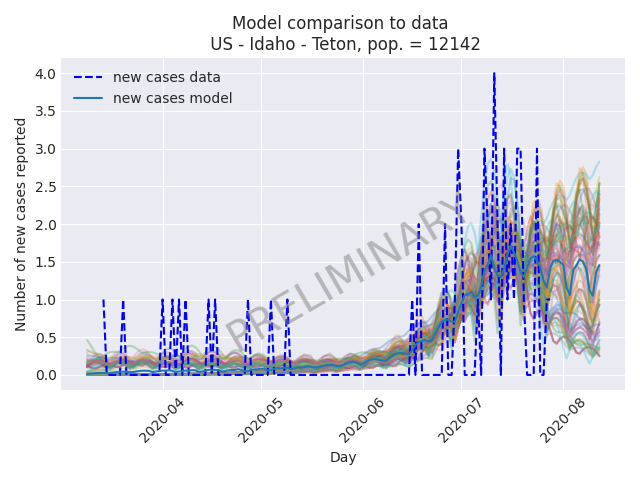 Model comparison to data
US - Idaho - Teton, pop. = 12142
new cases data
new cases model
Number of new cases reported
4.0
3.5
3.0
2.5
2.0
1.5
1.0
0.5
0.0
PRELIMINARY
2020-04
2020-05
2020-06
2020-07
2020-08
Day